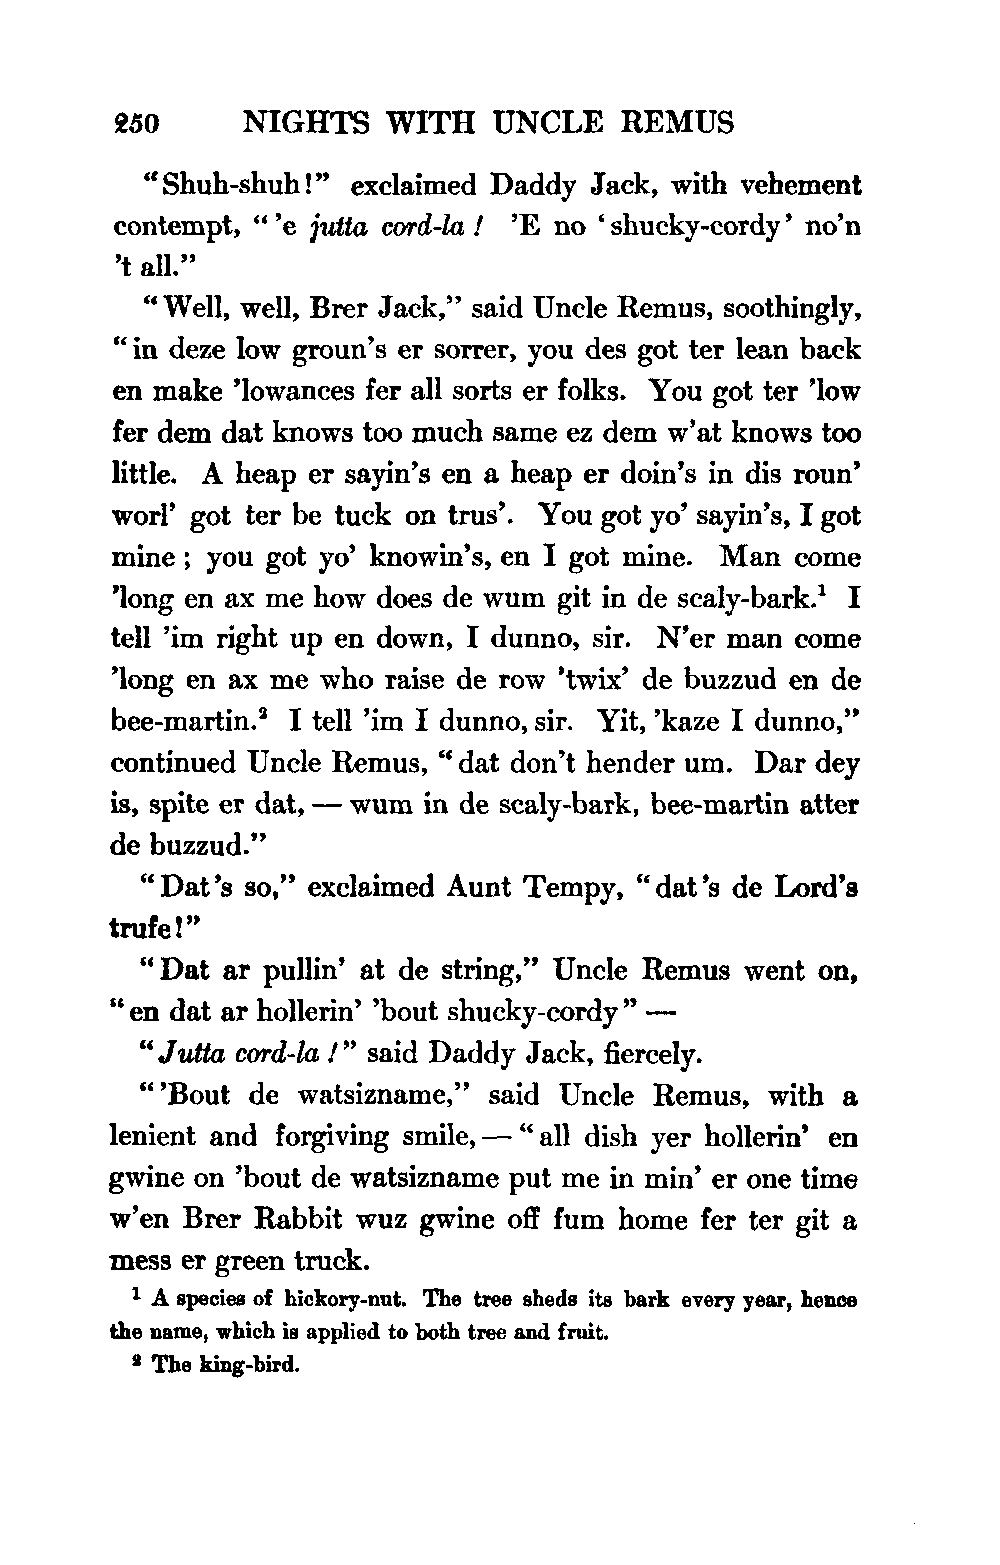 250 NIGHTS WITH UNCLE REMUS
"Shuh-shuh!" exclaimed Daddy Jack, with vehement
contempt, "'e jutta cord-la! 'E no 'shucky-cordy' no'n
't all."
"Well, well, Brer Jack," said Uncle Remus, soothingly,
"in deze low groun's er sorrer, you des got ter lean back
en make 'lowances fer all sorts er folks. You got ter 'low
fer dem dat knows too much same ez dem w'at knows too
little. A heap er sayin's en a heap er doin's in dis roun'
worl' got ter be tuck on trus'. You got yo' sayin's, I got
mine; you got yo' knowin's, en I got mine. Man come
'long en ax me how does de wum git in de scaly-bark.¹ I
tell 'im right up en down, I dunno, sir. N'er man come
'long en ax me who raise de row 'twix' de buzzud en de
bee-martin.² I tell 'im I dunno, sir. Yit, 'kaze I dunno,"
continued Uncle Remus, "dat don't hender um. Dar dey
is, spite er dat, — wum in de scaly-bark, bee-martin atter
de buzzud."
"Dat's so," exclaimed Aunt Tempy, "dat's de Lord's
trufe!"
"Dat ar pullin' at de string," Uncle Remus went on,
"en dat ar hollerin' 'bout shucky-cordy" —
"Jutta cord-la!" said Daddy Jack, fiercely.
"'Bout de watsizname," said Uncle Remus, with a
lenient and forgiving smile, — "all dish yer hollerin' en
gwine on 'bout de watsizname put me in min' er one time
w'en Brer Rabbit wuz gwine off fum home fer ter git a
mess er green truck.
¹ A species of hickory-nut. The tree sheds its bark every year, hence
the name, which is applied to both tree and fruit.
² The king-bird.